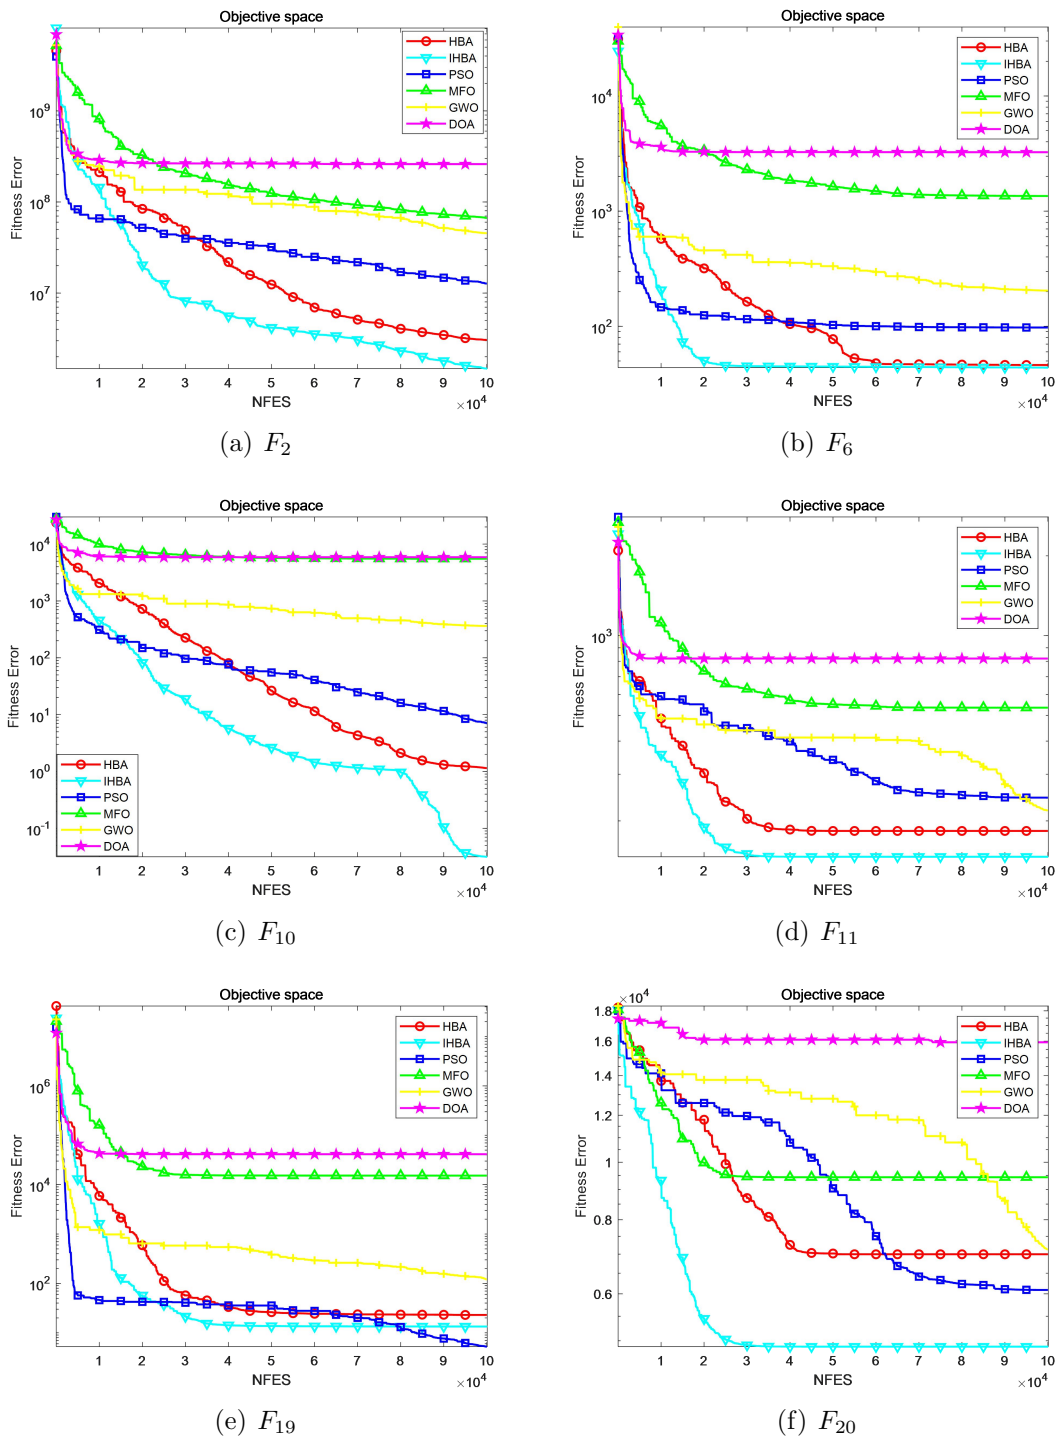 Objective space
HBA
IHBA
PSO
MFO
GWO
DOA
Fitness Error
10^9
10^8
10^7
1 2 3 4 5 6 7 8 9 10
NFES
×10^4
(a) F_2
Objective space
HBA
IHBA
PSO
MFO
GWO
DOA
Fitness Error
10^4
10^3
10^2
1 2 3 4 5 6 7 8 9 10
NFES
×10^4
(b) F_6
Objective space
Fitness Error
10^4
10^3
10^2
10^1
10^0
10^-1
HBA
IHBA
PSO
MFO
GWO
DOA
1 2 3 4 5 6 7 8 9 10
NFES
×10^4
(c) F_10
Objective space
HBA
IHBA
PSO
MFO
GWO
DOA
Fitness Error
10^3
1 2 3 4 5 6 7 8 9 10
NFES
×10^4
(d) F_11
Objective space
HBA
IHBA
PSO
MFO
GWO
DOA
Fitness Error
10^6
10^4
10^2
1 2 3 4 5 6 7 8 9 10
NFES
×10^4
(e) F_19
Objective space
×10^4
HBA
IHBA
PSO
MFO
GWO
DOA
Fitness Error
1.8
1.6
1.4
1.2
1
0.8
0.6
1 2 3 4 5 6 7 8 9 10
NFES
×10^4
(f) F_20